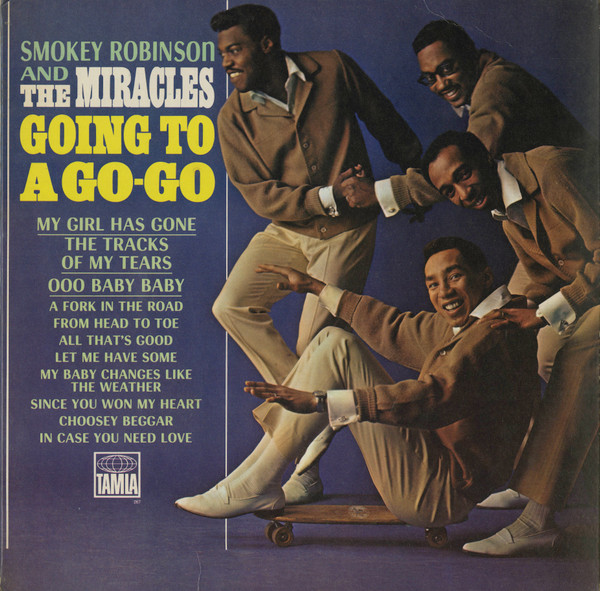 SMOKEY ROBINSON
AND THE MIRACLES
GOING TO
A GO-GO
MY GIRL HAS GONE
THE TRACKS
OF MY TEARS
OOO BABY BABY
A FORK IN THE ROAD
FROM HEAD TO TOE
ALL THAT'S GOOD
LET ME HAVE SOME
MY BABY CHANGES LIKE
THE WEATHER
SINCE YOU WON MY HEART
CHOOSEY BEGGAR
IN CASE YOU NEED LOVE
TAMLA